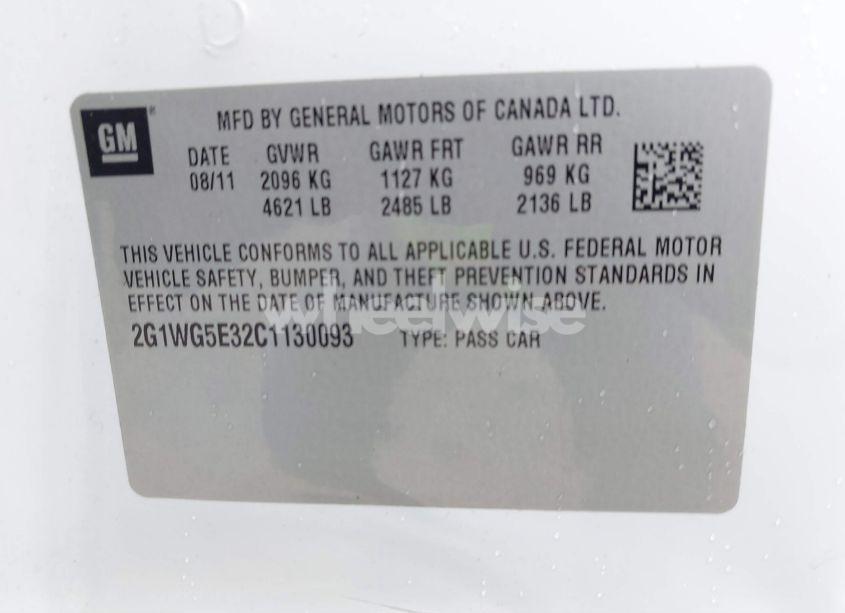 GM
MFD BY GENERAL MOTORS OF CANADA LTD.
DATE GVWR GAWR FRT GAWR RR
08/11 2096 KG 1127 KG 969 KG
4621 LB 2485 LB 2136 LB
THIS VEHICLE CONFORMS TO ALL APPLICABLE U.S. FEDERAL MOTOR
VEHICLE SAFETY, BUMPER, AND THEFT PREVENTION STANDARDS IN
EFFECT ON THE DATE OF MANUFACTURE SHOWN ABOVE.
wheelwise
2G1WG5E32C1130093 TYPE: PASS CAR